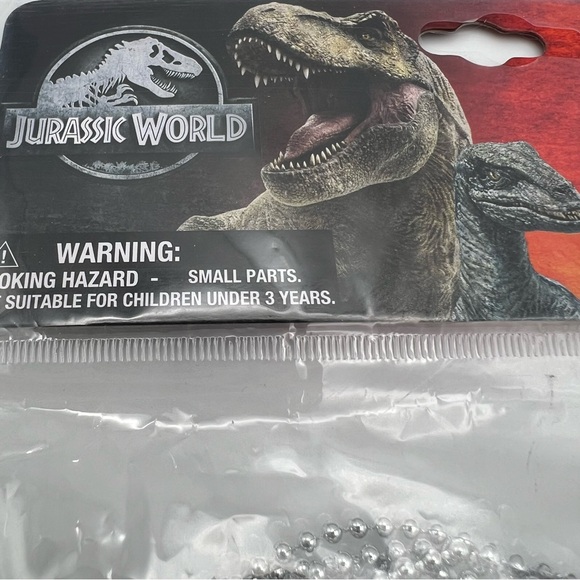 JURASSIC WORLD
! WARNING:
OKING HAZARD - SMALL PARTS.
SUITABLE FOR CHILDREN UNDER 3 YEARS.